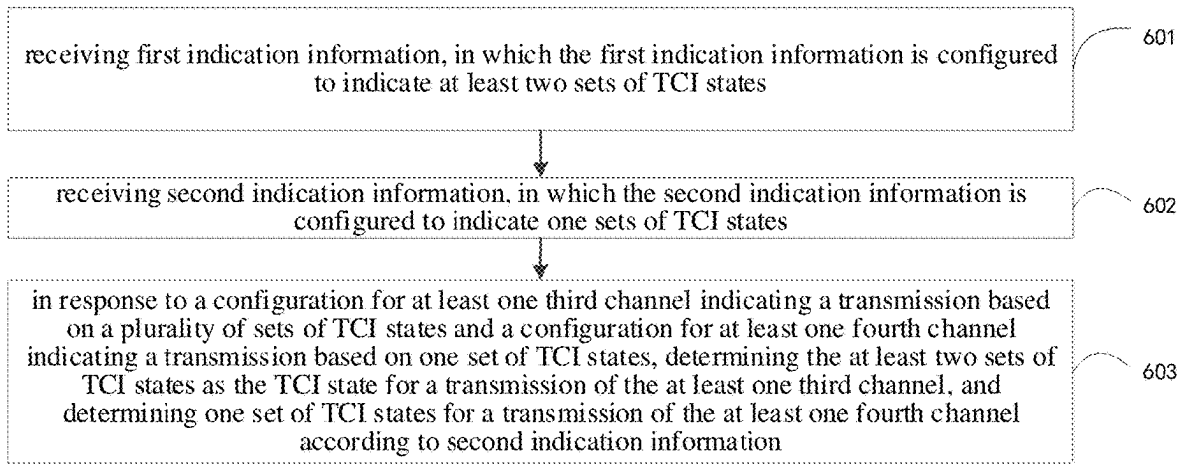 receiving first indication information, in which the first indication information is configured
to indicate at least two sets of TCI states
601
receiving second indication information, in which the second indication information is
configured to indicate one sets of TCI states
602
in response to a configuration for at least one third channel indicating a transmission based
on a plurality of sets of TCI states and a configuration for at least one fourth channel
indicating a transmission based on one set of TCI states, determining the at least two sets of
TCI states as the TCI state for a transmission of the at least one third channel, and
determining one set of TCI states for a transmission of the at least one fourth channel
according to second indication information
603